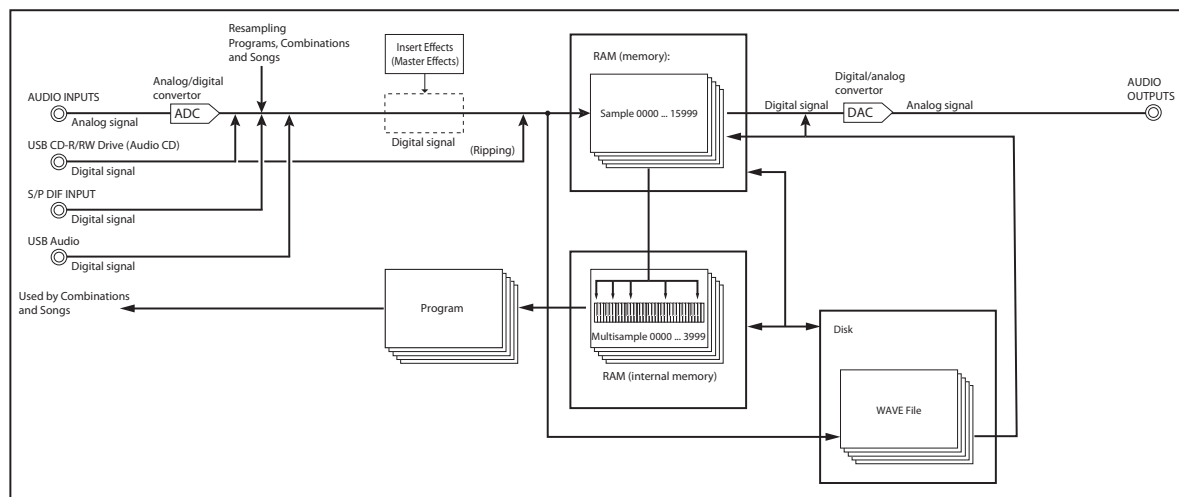 Resampling
Programs, Combinations
and Songs
Insert Effects
(Master Effects)
RAM (memory):
Analog/digital
convertor
Digital/analog
convertor
AUDIO
OUTPUTS
AUDIO INPUTS
ADC
Sample 0000 ... 15999
Digital signal
DAC
Analog signal
Analog signal
Digital signal
(Ripping)
USB CD-R/RW Drive (Audio CD)
Digital signal
S/P DIF INPUT
Digital signal
USB Audio
Digital signal
Used by Combinations
and Songs
Program
Multisample 0000 ... 3999
RAM (internal memory)
Disk
WAVE File